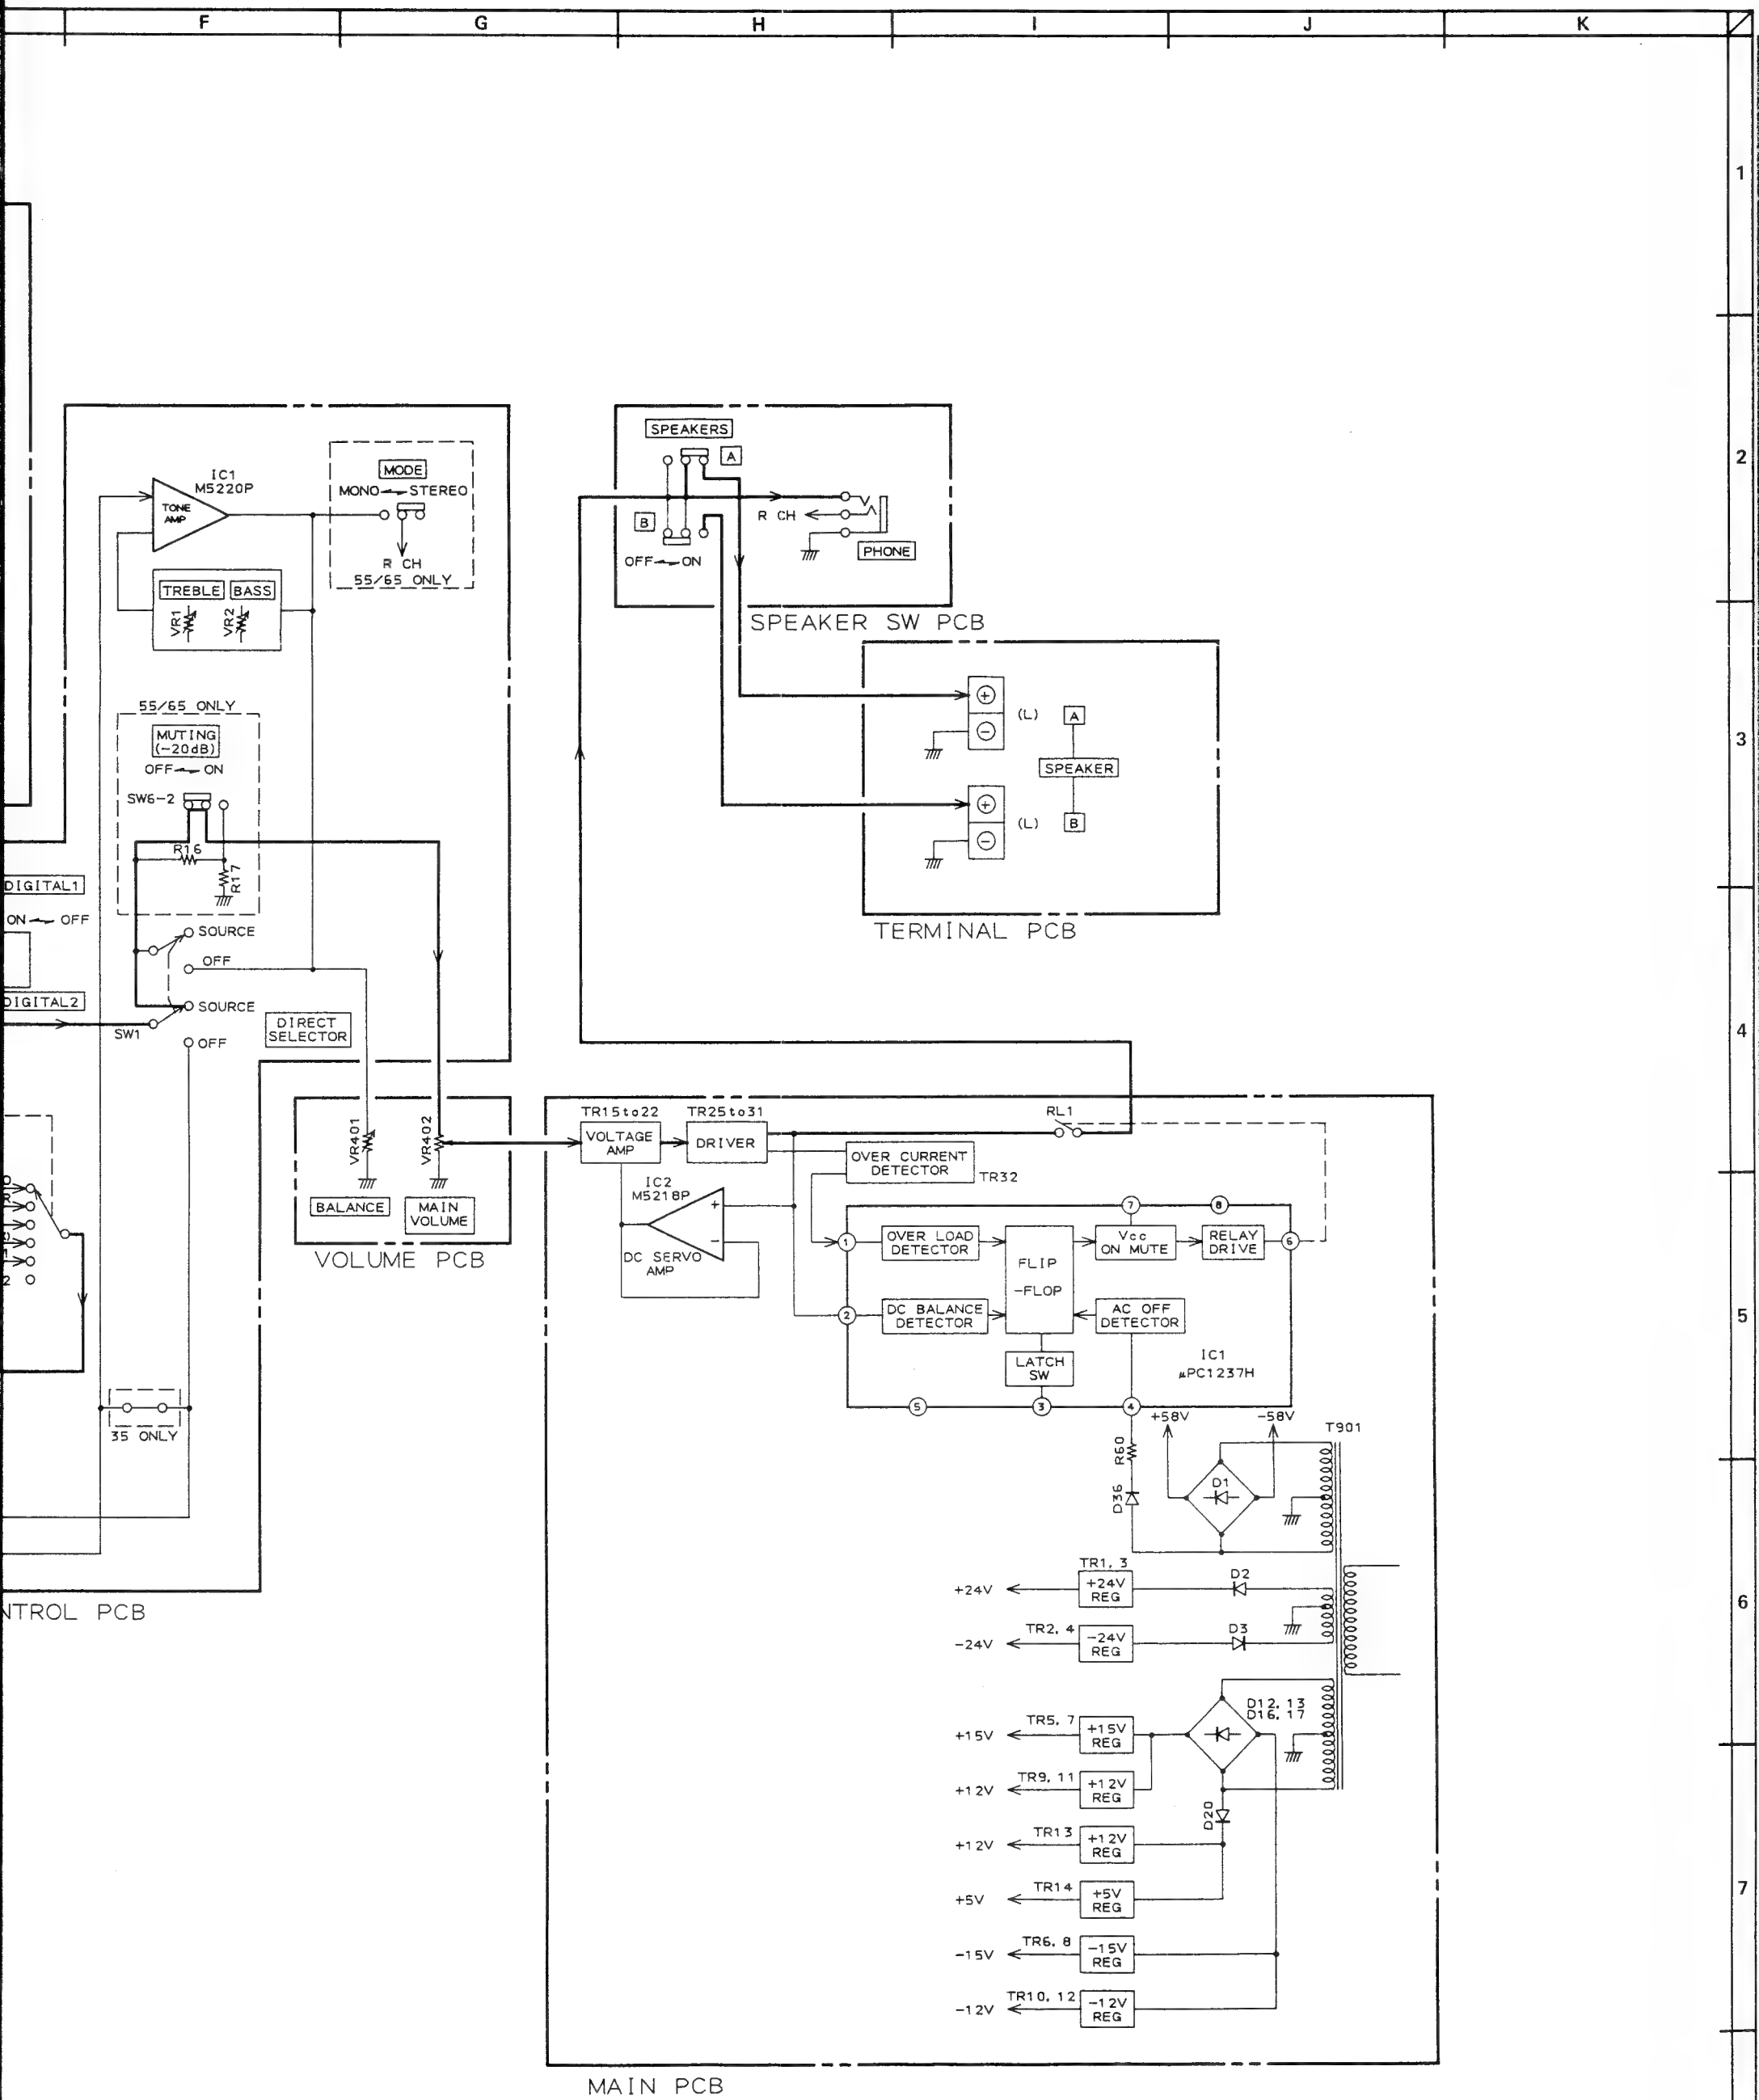 F G H I J K
1
2
3
4
5
6
7
IC1
M5220P
TONE
AMP
TREBLE BASS
VR1 VR2
MODE
MONO STEREO
R CH
55/65 ONLY
55/65 ONLY
MUTING
(-20dB)
OFF ON
SW6-2
R16
R17
DIGITAL1
ON OFF
DIGITAL2
SOURCE
OFF
SOURCE
SW1
OFF
DIRECT
SELECTOR
35 ONLY
NTROL PCB
VR401
VR402
BALANCE
MAIN
VOLUME
VOLUME PCB
SPEAKERS
A
B
OFF ON
R CH
PHONE
SPEAKER SW PCB
+
−
(L)
A
SPEAKER
+
−
(L)
B
TERMINAL PCB
TR15to22
VOLTAGE
AMP
TR25to31
DRIVER
RL1
OVER CURRENT
DETECTOR
TR32
IC2
M5218P
+
−
DC SERVO
AMP
7 8
1
OVER LOAD
DETECTOR
FLIP
-FLOP
Vcc
ON MUTE
RELAY
DRIVE
6
2
DC BALANCE
DETECTOR
AC OFF
DETECTOR
LATCH
SW
IC1
μPC1237H
5 3 4
+58V -58V
T901
R60
D36
D1
TR1, 3
+24V
+24V
REG
D2
TR2, 4
-24V
-24V
REG
D3
D12, 13
D16, 17
TR5, 7
+15V
+15V
REG
TR9, 11
+12V
+12V
REG
D20
TR13
+12V
+12V
REG
TR14
+5V
+5V
REG
TR6, 8
-15V
-15V
REG
TR10, 12
-12V
-12V
REG
MAIN PCB